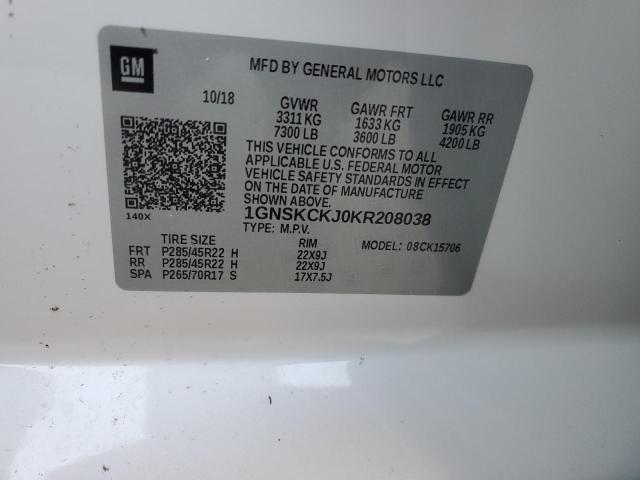 GM
MFD BY GENERAL MOTORS LLC
10/18 GVWR GAWR FRT GAWR RR
3311 KG 1633 KG 1905 KG
7300 LB 3600 LB 4200 LB
THIS VEHICLE CONFORMS TO ALL
APPLICABLE U.S. FEDERAL MOTOR
VEHICLE SAFETY STANDARDS IN EFFECT
ON THE DATE OF MANUFACTURE
SHOWN ABOVE.
140X
1GNSKCKJ0KR208038
TYPE: M.P.V. MODEL: 08CK15706
TIRE SIZE RIM
FRT P285/45R22 H 22X9J
RR P285/45R22 H 22X9J
SPA P265/70R17 S 17X7.5J